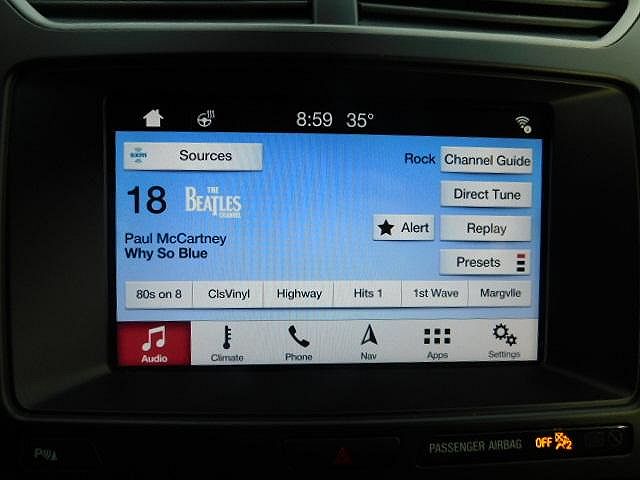 8:59 35°
sxm Sources
Rock Channel Guide
18 THE BEATLES CHANNEL
Direct Tune
Alert Replay
Paul McCartney
Why So Blue
Presets
80s on 8 ClsVinyl Highway Hits 1 1st Wave Margvlle
Audio Climate Phone Nav Apps Settings
PASSENGER AIRBAG OFF 2
P